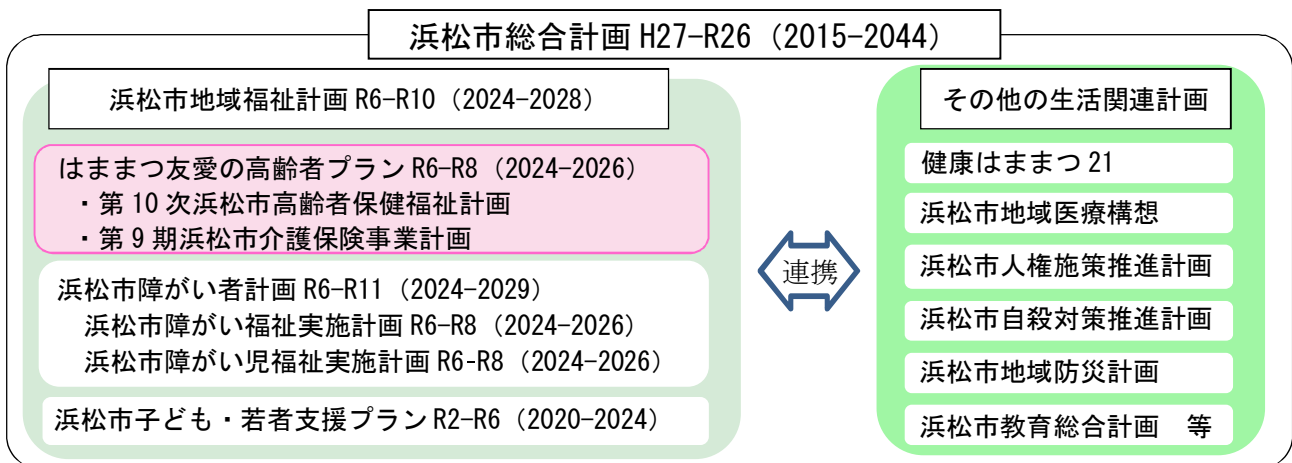 浜松市総合計画 H27-R26（2015-2044）
浜松市地域福祉計画 R6-R10（2024-2028）
はままつ友愛の高齢者プラン R6-R8（2024-2026）
・第 10 次浜松市高齢者保健福祉計画
・第 9 期浜松市介護保険事業計画
浜松市障がい者計画 R6-R11（2024-2029）
浜松市障がい福祉実施計画 R6-R8（2024-2026）
浜松市障がい児福祉実施計画 R6-R8（2024-2026）
浜松市子ども・若者支援プラン R2-R6（2020-2024）
連携
その他の生活関連計画
健康はままつ 21
浜松市地域医療構想
浜松市人権施策推進計画
浜松市自殺対策推進計画
浜松市地域防災計画
浜松市教育総合計画　等